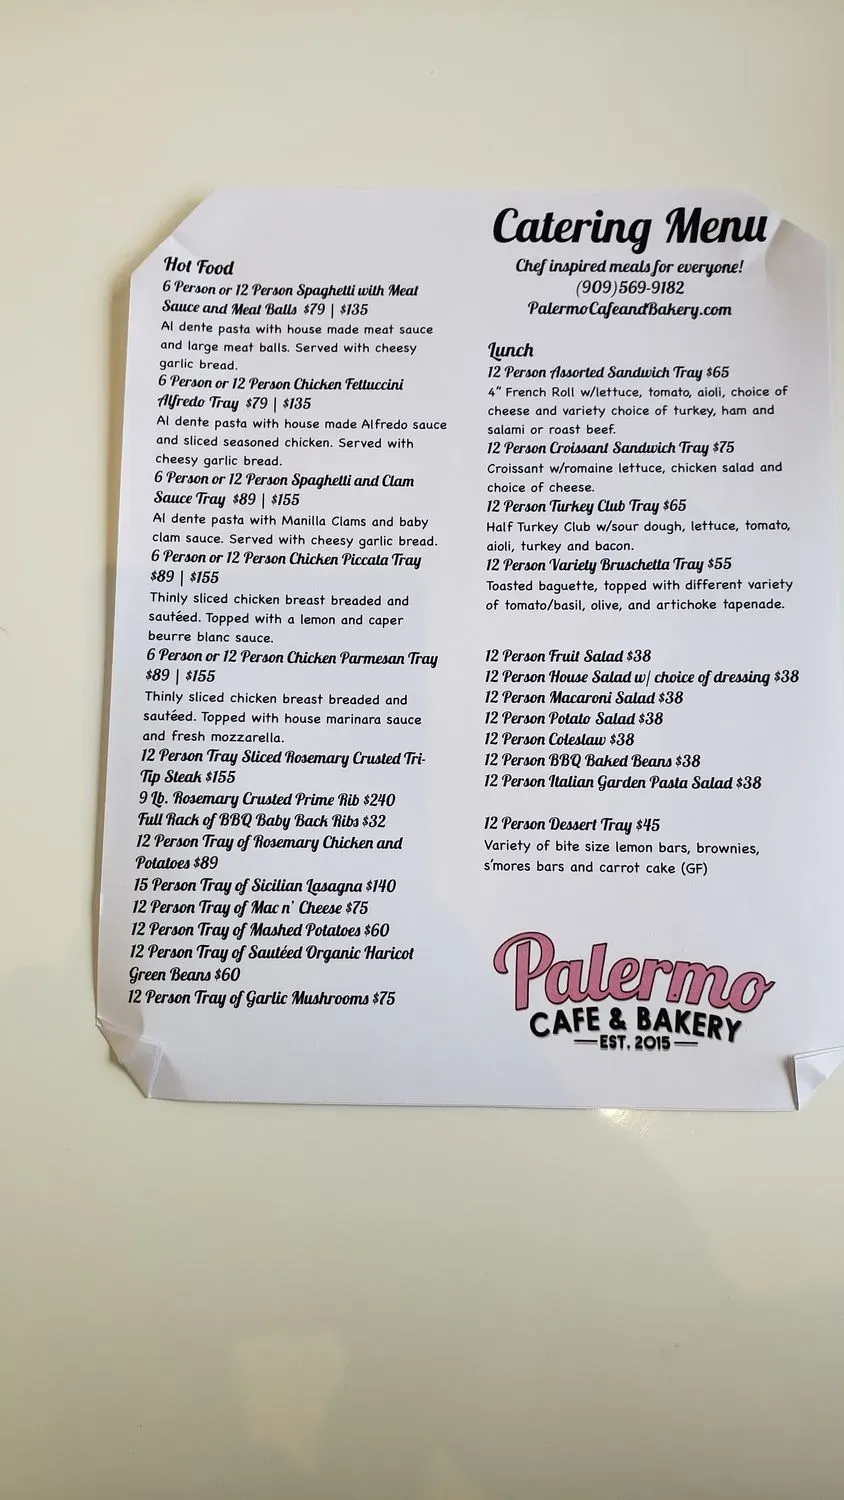 Hot Food
6 Person or 12 Person Spaghetti with Meat
Sauce and Meat Balls $79 | $135
Al dente pasta with house made meat sauce
and large meat balls. Served with cheesy
garlic bread.
6 Person or 12 Person Chicken Fettuccini
Alfredo Tray $79 | $135
Al dente pasta with house made Alfredo sauce
and sliced seasoned chicken. Served with
cheesy garlic bread.
6 Person or 12 Person Spaghetti and Clam
Sauce Tray $89 | $155
Al dente pasta with Manilla Clams and baby
clam sauce. Served with cheesy garlic bread.
6 Person or 12 Person Chicken Piccata Tray
$89 | $155
Thinly sliced chicken breast breaded and
sautéed. Topped with a lemon and caper
beurre blanc sauce.
6 Person or 12 Person Chicken Parmesan Tray
$89 | $155
Thinly sliced chicken breast breaded and
sautéed. Topped with house marinara sauce
and fresh mozzarella.
12 Person Tray Sliced Rosemary Crusted Tri-
Tip Steak $155
9 Lb. Rosemary Crusted Prime Rib $240
Full Rack of BBQ Baby Back Ribs $32
12 Person Tray of Rosemary Chicken and
Potatoes $89
15 Person Tray of Sicilian Lasagna $140
12 Person Tray of Mac n' Cheese $75
12 Person Tray of Mashed Potatoes $60
12 Person Tray of Sautéed Organic Haricot
Green Beans $60
12 Person Tray of Garlic Mushrooms $75
Catering Menu
Chef inspired meals for everyone!
(909)569-9182
PalermoCafeandBakery.com
Lunch
12 Person Assorted Sandwich Tray $65
4" French Roll w/lettuce, tomato, aioli, choice of
cheese and variety choice of turkey, ham and
salami or roast beef.
12 Person Croissant Sandwich Tray $75
Croissant w/romaine lettuce, chicken salad and
choice of cheese.
12 Person Turkey Club Tray $65
Half Turkey Club w/sour dough, lettuce, tomato,
aioli, turkey and bacon.
12 Person Variety Bruschetta Tray $55
Toasted baguette, topped with different variety
of tomato/basil, olive, and artichoke tapenade.
12 Person Fruit Salad $38
12 Person House Salad w/ choice of dressing $38
12 Person Macaroni Salad $38
12 Person Potato Salad $38
12 Person Coleslaw $38
12 Person BBQ Baked Beans $38
12 Person Italian Garden Pasta Salad $38
12 Person Dessert Tray $45
Variety of bite size lemon bars, brownies,
s'mores bars and carrot cake (GF)
Palermo
CAFE & BAKERY
EST. 2015